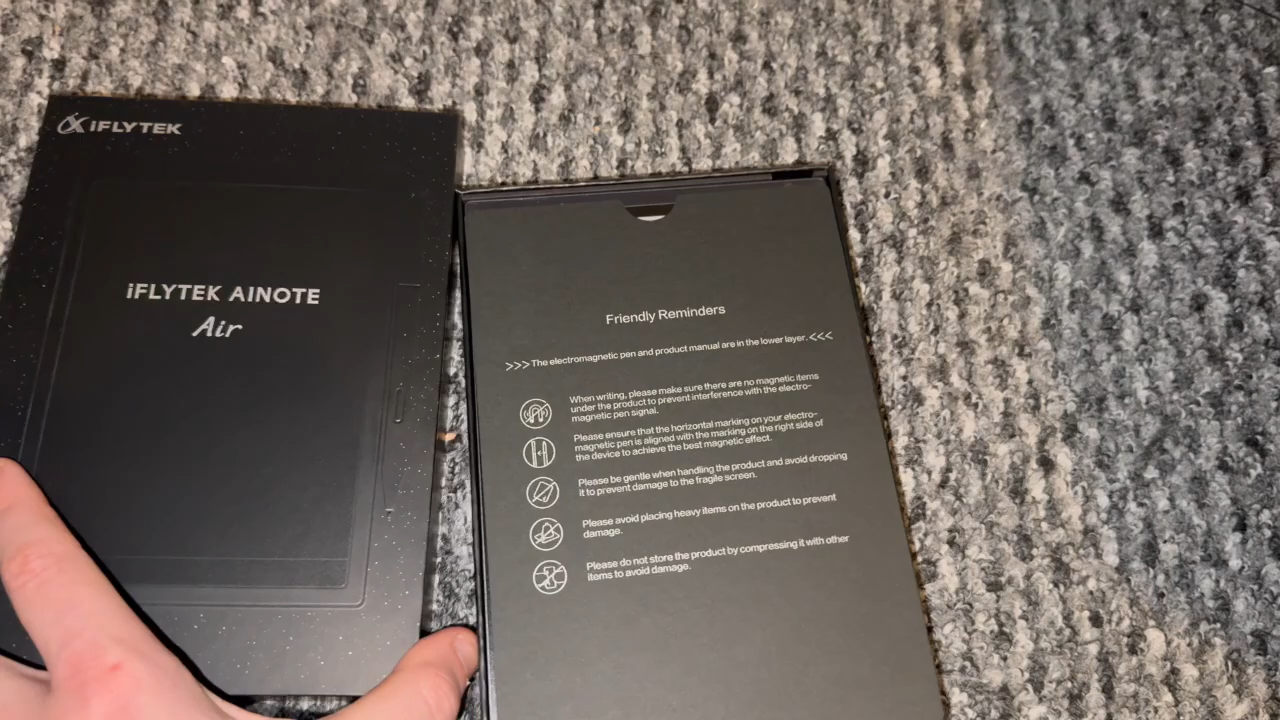 iFLYTEK
iFLYTEK AINOTE
Air
Friendly Reminders
>>> The electromagnetic pen and product manual are in the lower layer. <<<
When writing, please make sure there are no magnetic items
under the product to prevent interference with the electro-
magnetic pen signal.
Please ensure that the horizontal marking on your electro-
magnetic pen is aligned with the marking on the right side of
the device to achieve the best magnetic effect.
Please be gentle when handling the product and avoid dropping
it to prevent damage to the fragile screen.
Please avoid placing heavy items on the product to prevent
damage.
Please do not store the product by compressing it with other
items to avoid damage.